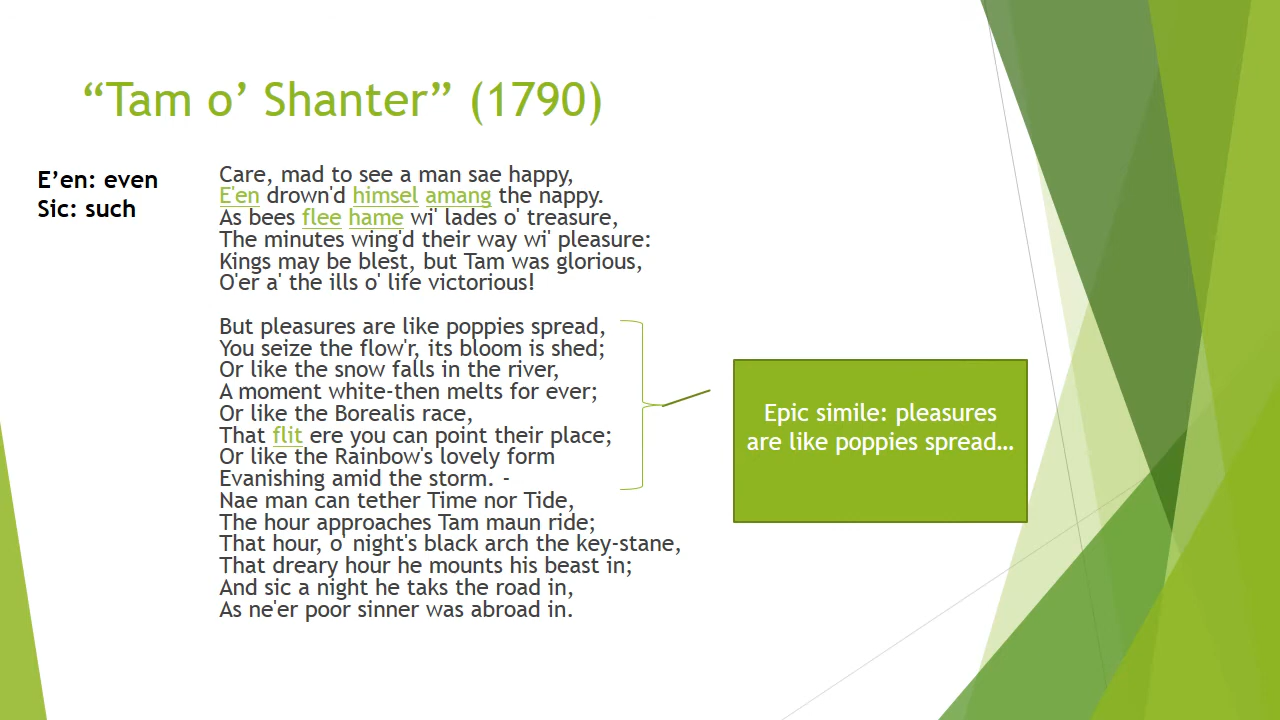 “Tam o’ Shanter” (1790)
E’en: even
Sic: such
Care, mad to see a man sae happy,
E'en drown'd himsel amang the nappy.
As bees flee hame wi' lades o' treasure,
The minutes wing'd their way wi' pleasure:
Kings may be blest, but Tam was glorious,
O'er a' the ills o' life victorious!
But pleasures are like poppies spread,
You seize the flow'r, its bloom is shed;
Or like the snow falls in the river,
A moment white-then melts for ever;
Or like the Borealis race,
That flit ere you can point their place;
Or like the Rainbow's lovely form
Evanishing amid the storm. -
Nae man can tether Time nor Tide,
The hour approaches Tam maun ride;
That hour, o' night's black arch the key-stane,
That dreary hour he mounts his beast in;
And sic a night he taks the road in,
As ne'er poor sinner was abroad in.
Epic simile: pleasures
are like poppies spread…